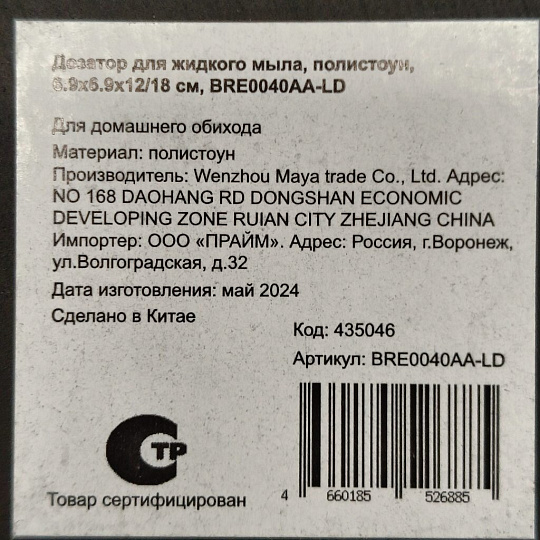 Дозатор для жидкого мыла, полистоун,
6.9x6.9x12/18 см, BRE0040AA-LD
Для домашнего обихода
Материал: полистоун
Производитель: Wenzhou Maya trade Co., Ltd. Адрес:
NO 168 DAOHANG RD DONGSHAN ECONOMIC
DEVELOPING ZONE RUIAN CITY ZHEJIANG CHINA
Импортер: ООО «ПРАЙМ». Адрес: Россия, г.Воронеж,
ул.Волгоградская, д.32
Дата изготовления: май 2024
Сделано в Китае
Код: 435046
Артикул: BRE0040AA-LD
СТР
Товар сертифицирован
4 660185 526885